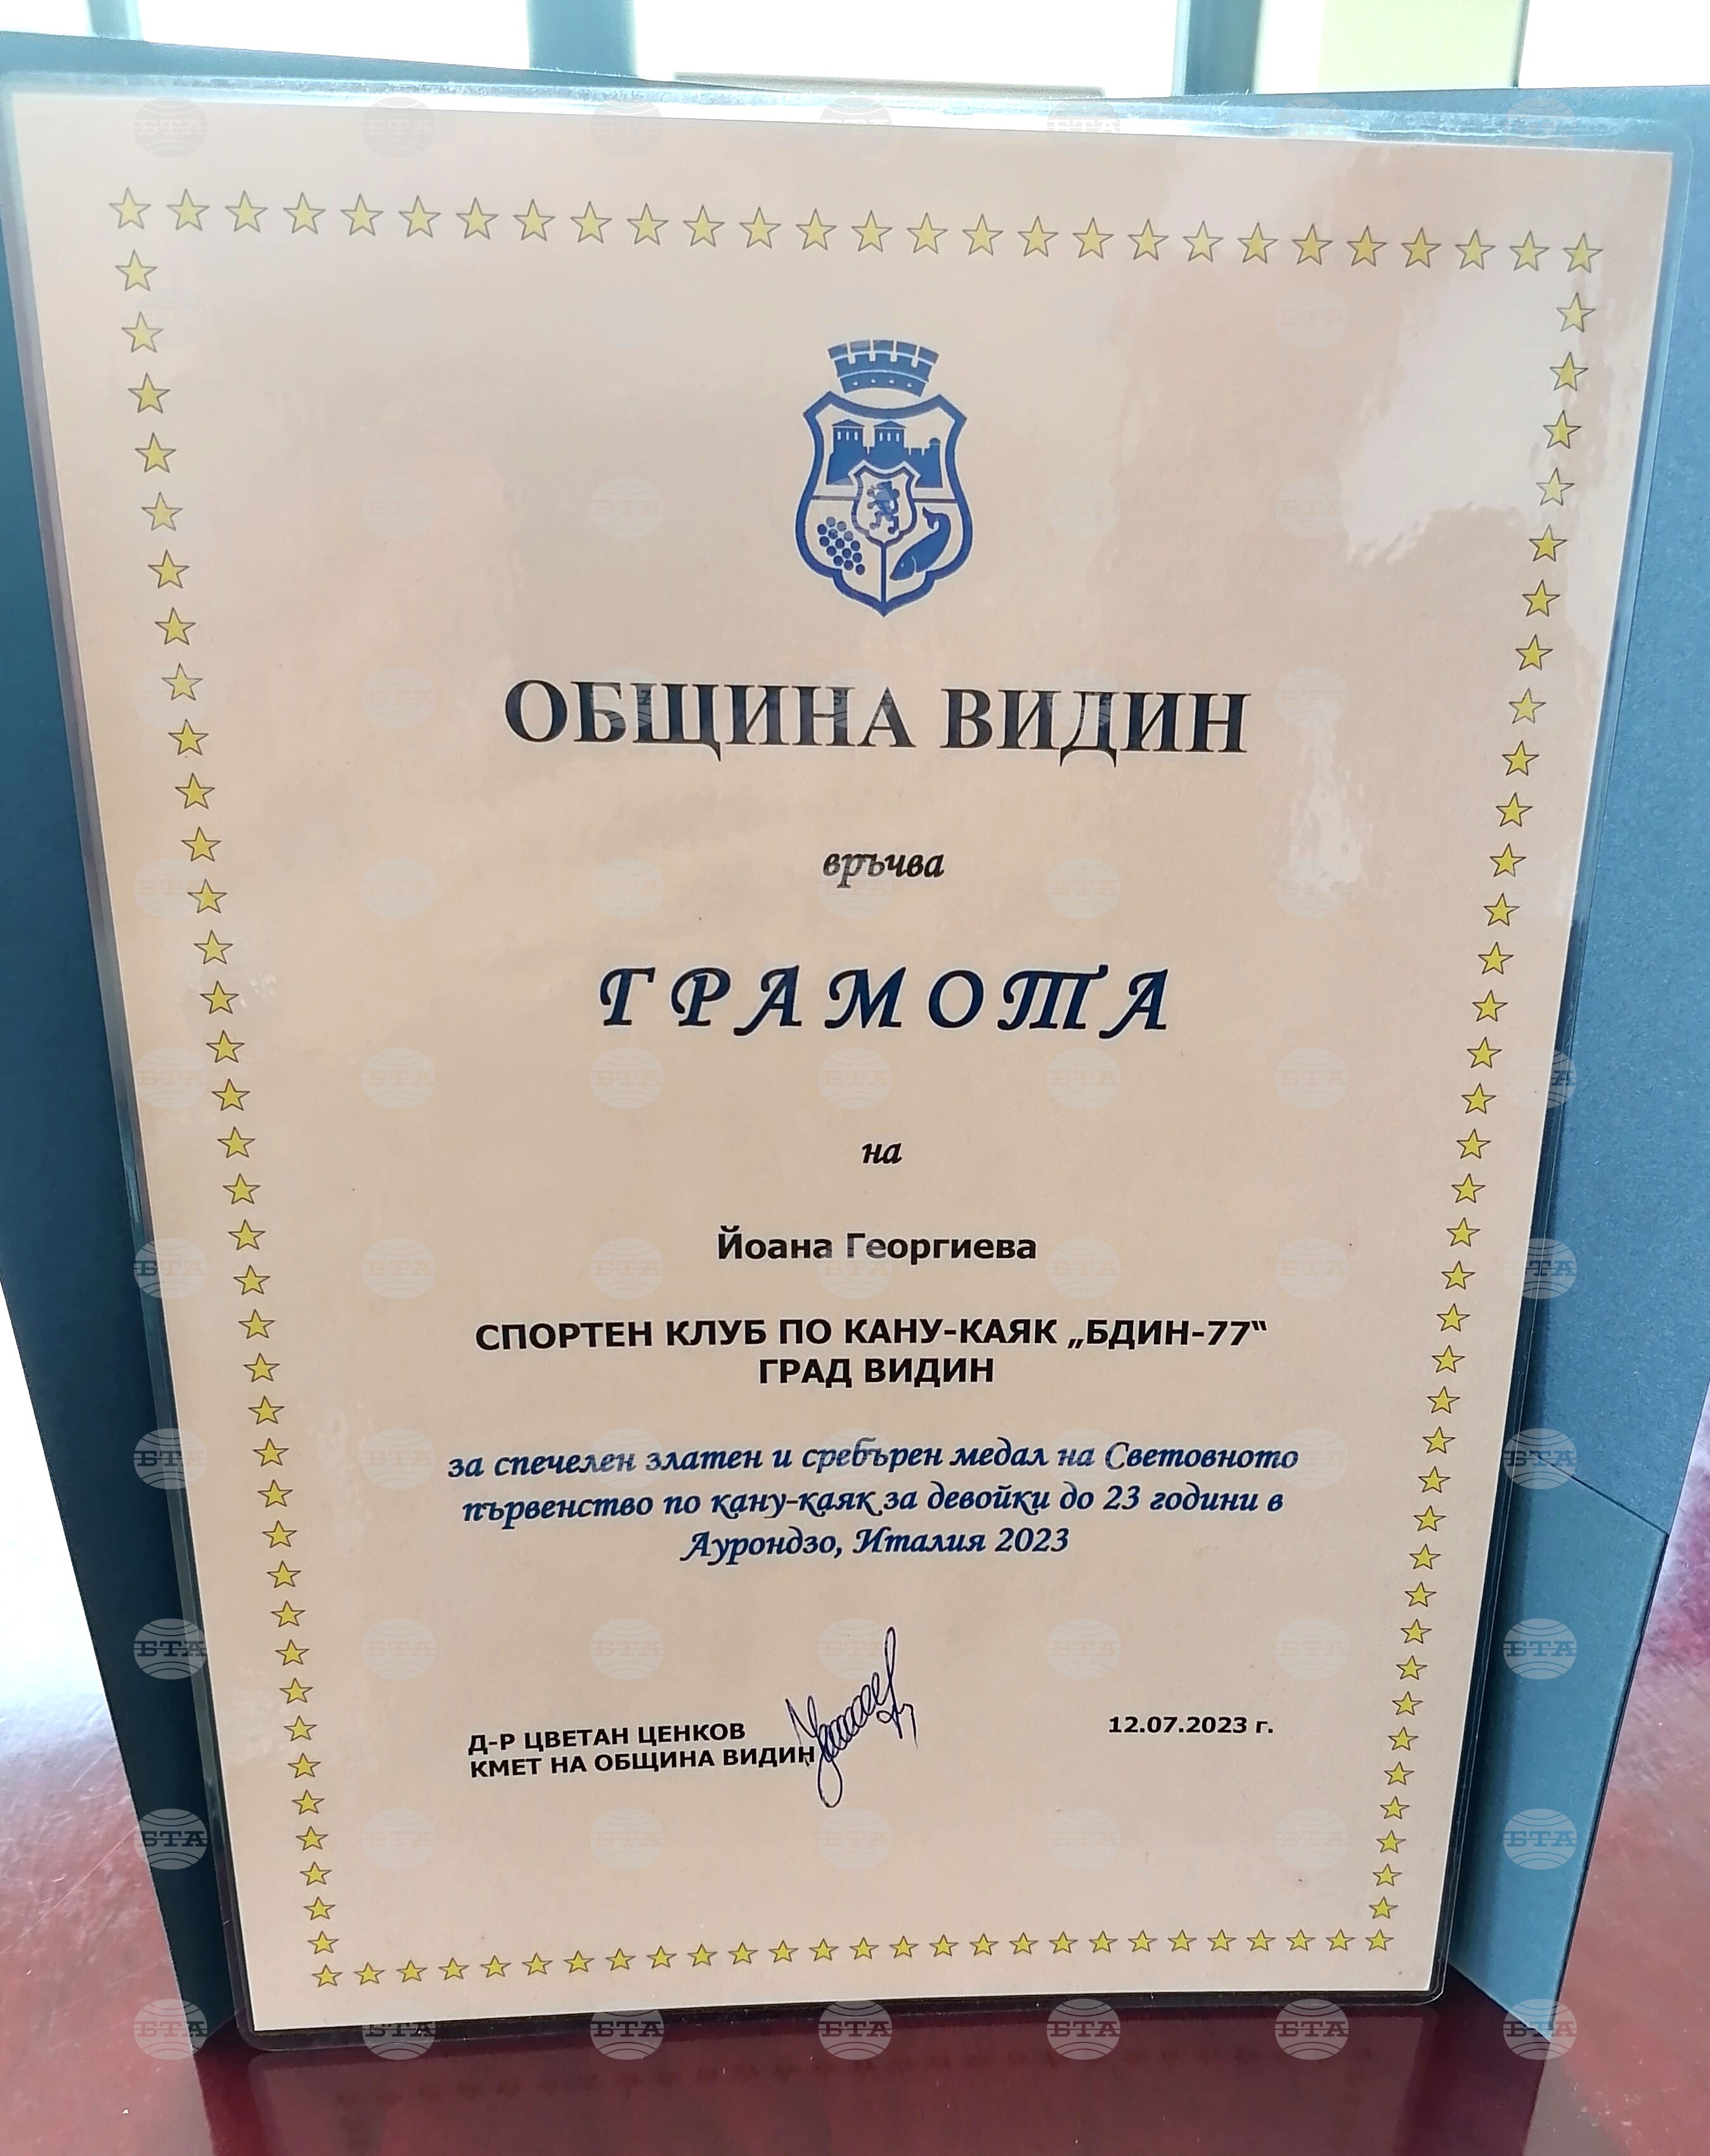 ОБЩИНА ВИДИН
връчва
ГРАМОТА
на
Йоана Георгиева
СПОРТЕН КЛУБ ПО КАНУ-КАЯК „БДИН-77“
ГРАД ВИДИН
за спечелен златен и сребърен медал на Световното
първенство по кану-каяк за девойки до 23 години в
Аурондзо, Италия 2023
Д-Р ЦВЕТАН ЦЕНКОВ
КМЕТ НА ОБЩИНА ВИДИН
12.07.2023 г.
БТА